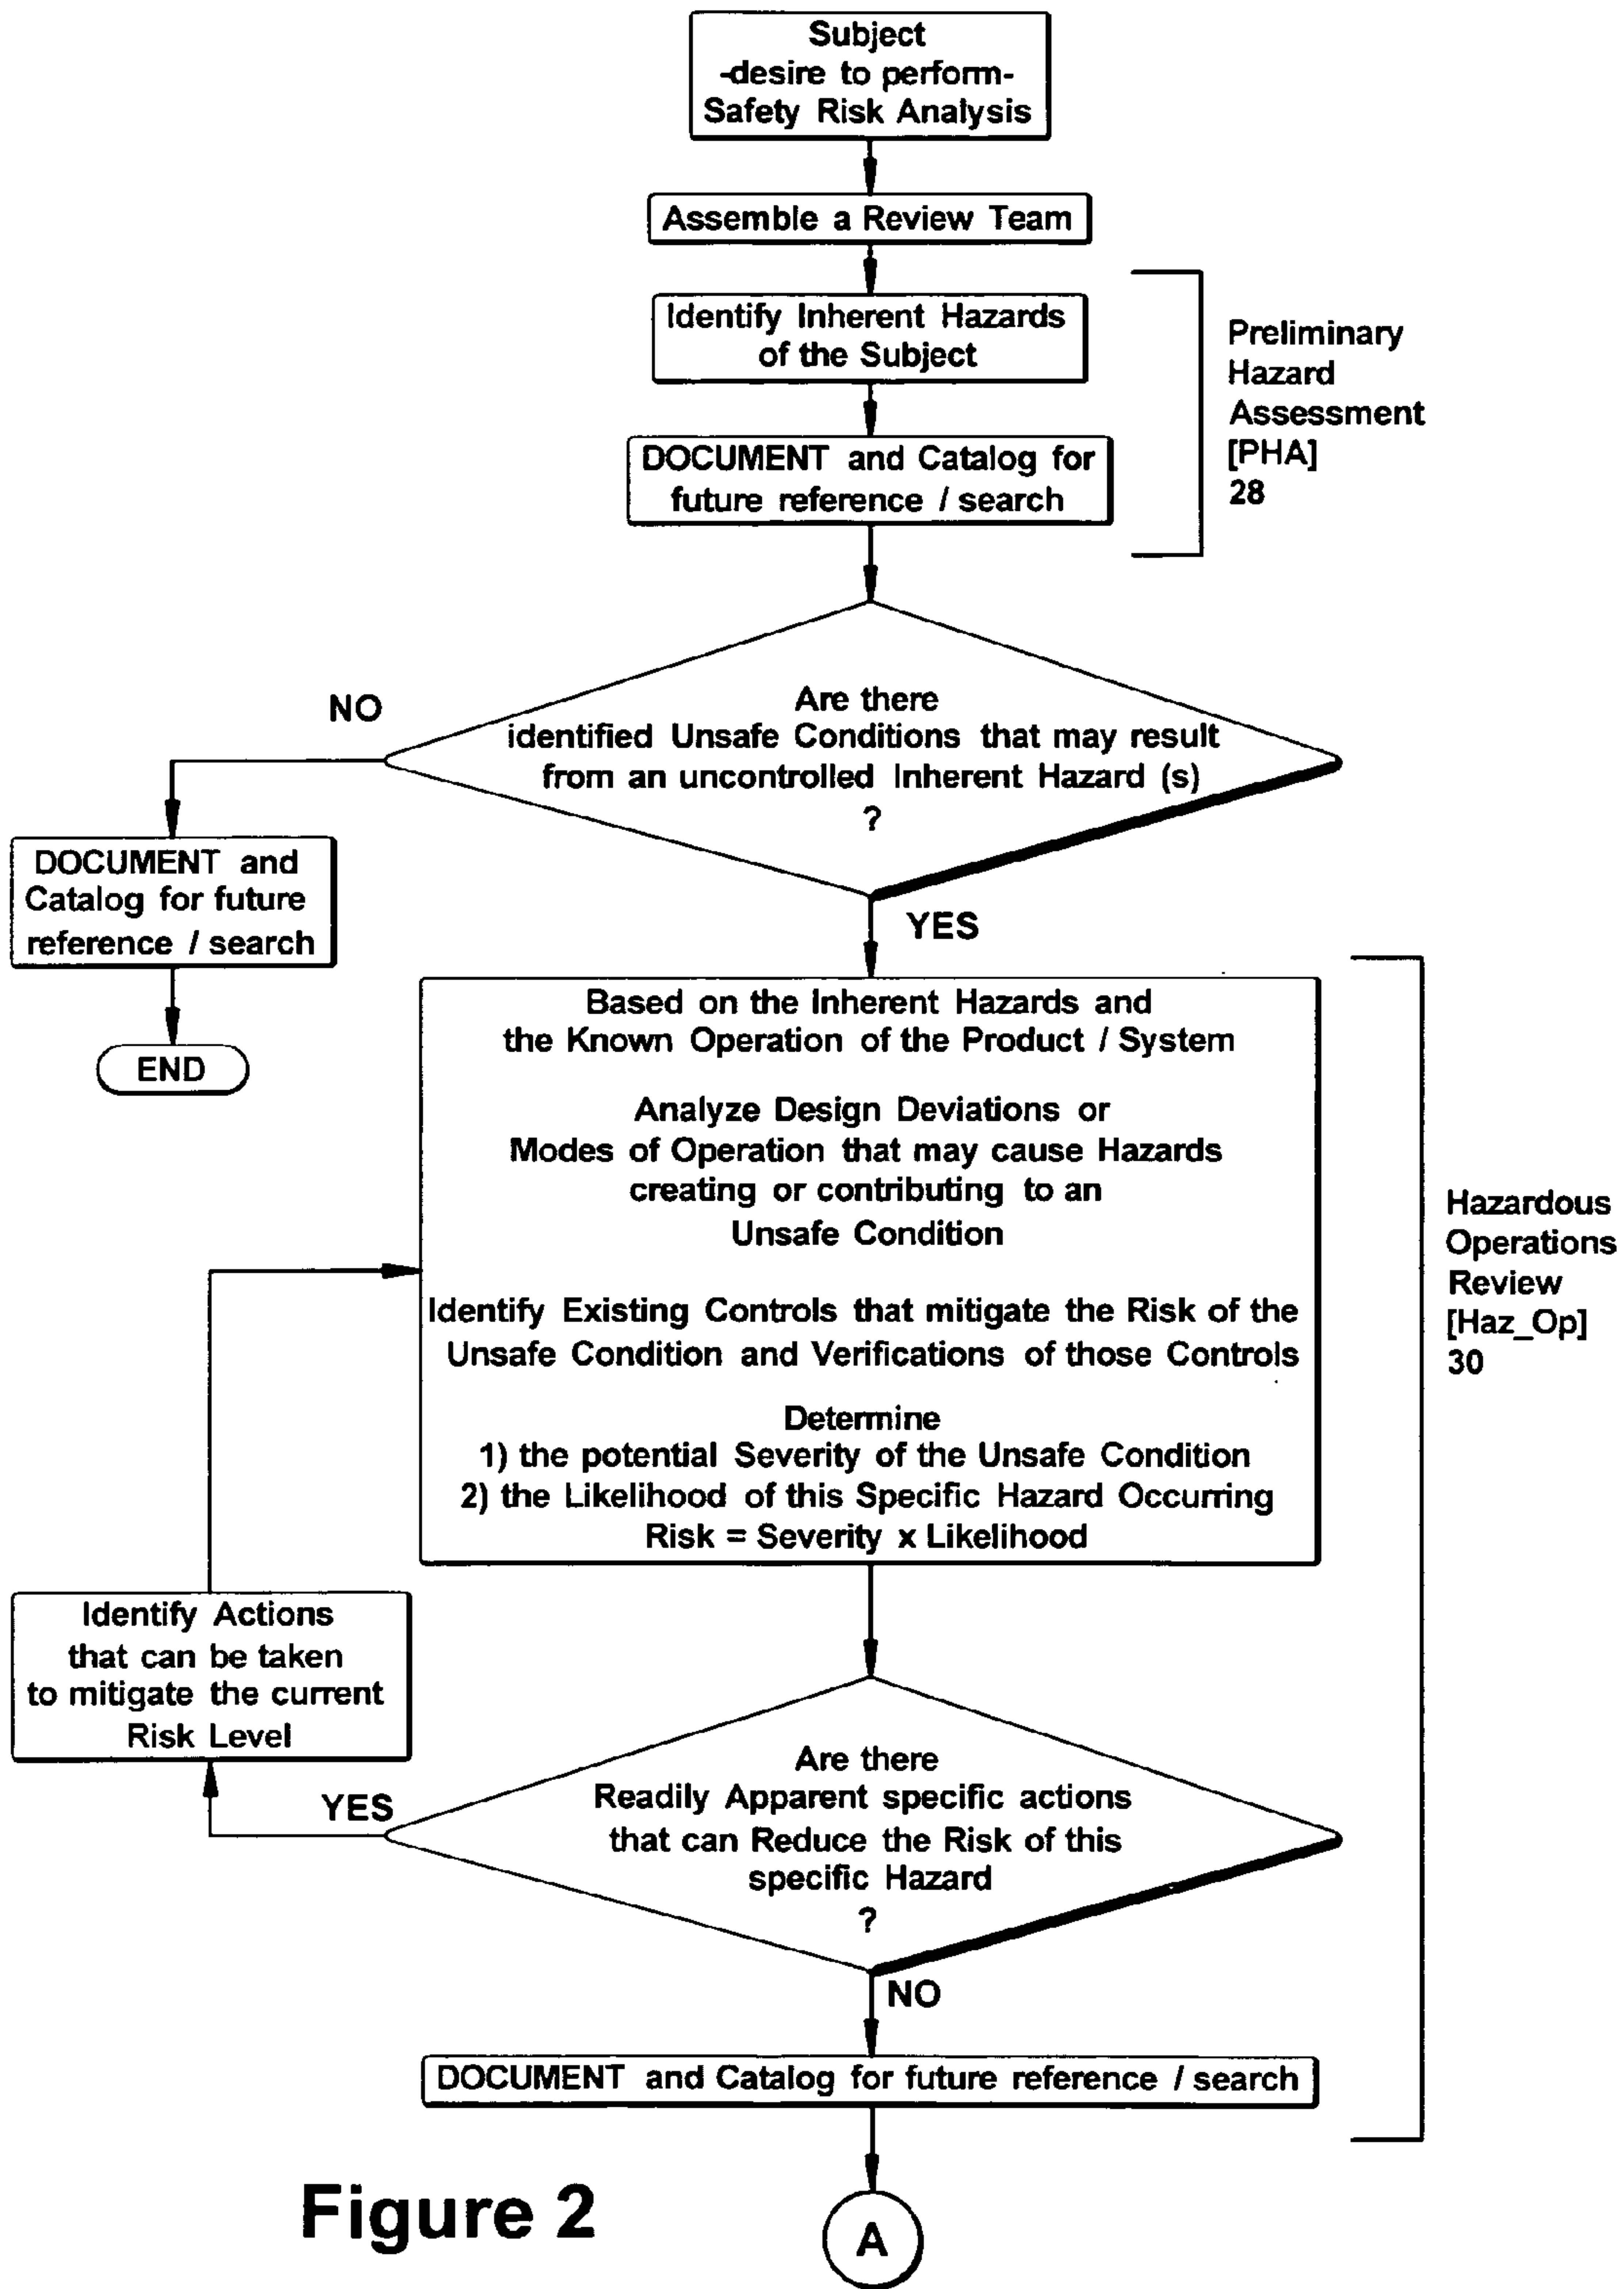 Subject
-desire to perform-
Safety Risk Analysis
Assemble a Review Team
Identify Inherent Hazards
of the Subject
Preliminary
Hazard
Assessment
[PHA]
28
DOCUMENT and Catalog for
future reference / search
Are there
identified Unsafe Conditions that may result
from an uncontrolled Inherent Hazard (s)
?
NO
DOCUMENT and
Catalog for future
reference / search
END
YES
Based on the Inherent Hazards and
the Known Operation of the Product / System
Analyze Design Deviations or
Modes of Operation that may cause Hazards
creating or contributing to an
Unsafe Condition
Identify Existing Controls that mitigate the Risk of the
Unsafe Condition and Verifications of those Controls
Determine
1) the potential Severity of the Unsafe Condition
2) the Likelihood of this Specific Hazard Occurring
Risk = Severity x Likelihood
Hazardous
Operations
Review
[Haz_Op]
30
Identify Actions
that can be taken
to mitigate the current
Risk Level
YES
Are there
Readily Apparent specific actions
that can Reduce the Risk of this
specific Hazard
?
NO
DOCUMENT and Catalog for future reference / search
A
Figure 2